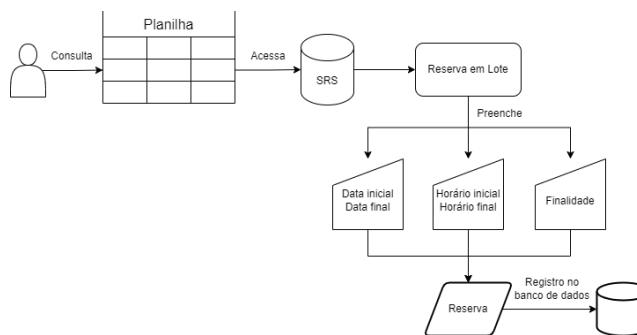 Planilha
Consulta
Acessa
SRS
Reserva em Lote
Preenche
Data inicial
Data final
Horário inicial
Horário final
Finalidade
Reserva
Registro no
banco de dados